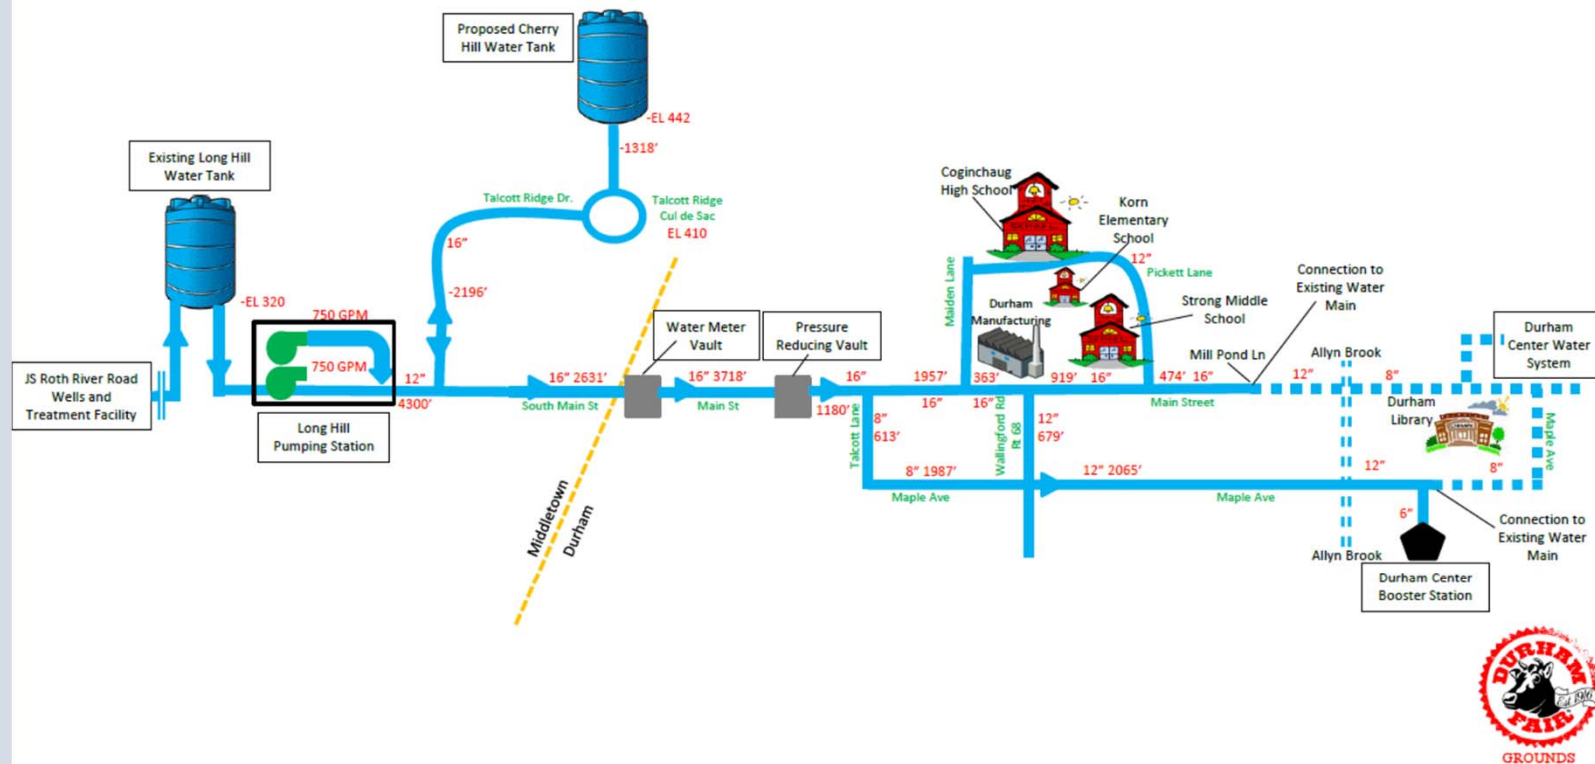 Proposed Cherry
Hill Water Tank
-EL 442
-1318'
Existing Long Hill
Water Tank
-EL 320
Talcott Ridge Dr.
Talcott Ridge
Cul de Sac
EL 410
16"
-2196'
750 GPM
750 GPM
JS Roth River Road
Wells and
Treatment Facility
Long Hill
Pumping Station
12"
4300'
16" 2631'
South Main St
Middletown
Durham
Water Meter
Vault
16" 3718'
Main St
Pressure
Reducing Vault
16"
1180'
Talcott Lane
8"
613'
1957'
16"
363'
16"
Maiden Lane
Coginchaug
High School
Korn
Elementary
School
12"
Pickett Lane
Durham
Manufacturing
Strong Middle
School
919' 16"
Wallingford Rd
Rt 68
12"
679'
474' 16"
Main Street
Mill Pond Ln
Connection to
Existing Water
Main
12"
Allyn Brook
8"
Durham
Center Water
System
Durham
Library
Maple Ave
8" 1987'
Maple Ave
12" 2065'
Maple Ave
12"
8"
6"
Allyn Brook
Connection to
Existing Water
Main
Durham Center
Booster Station
DURHAM
Est 1916
FAIR
GROUNDS